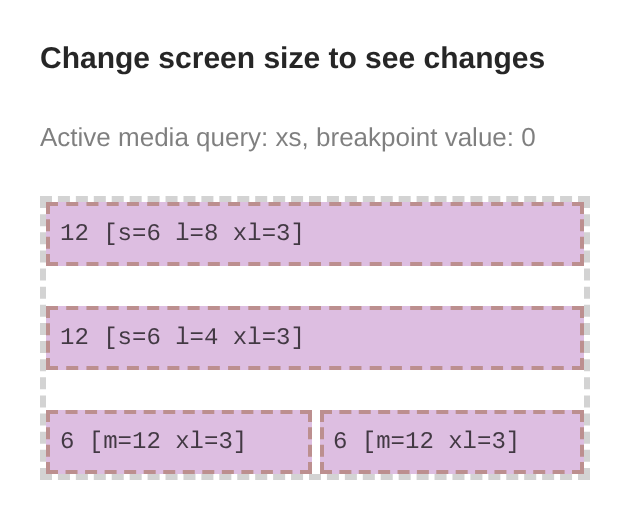 Change screen size to see changes
Active media query: xs, breakpoint value: 0
12 [s=6 l=8 xl=3]
12 [s=6 l=4 xl=3]
6 [m=12 xl=3] 6 [m=12 xl=3]